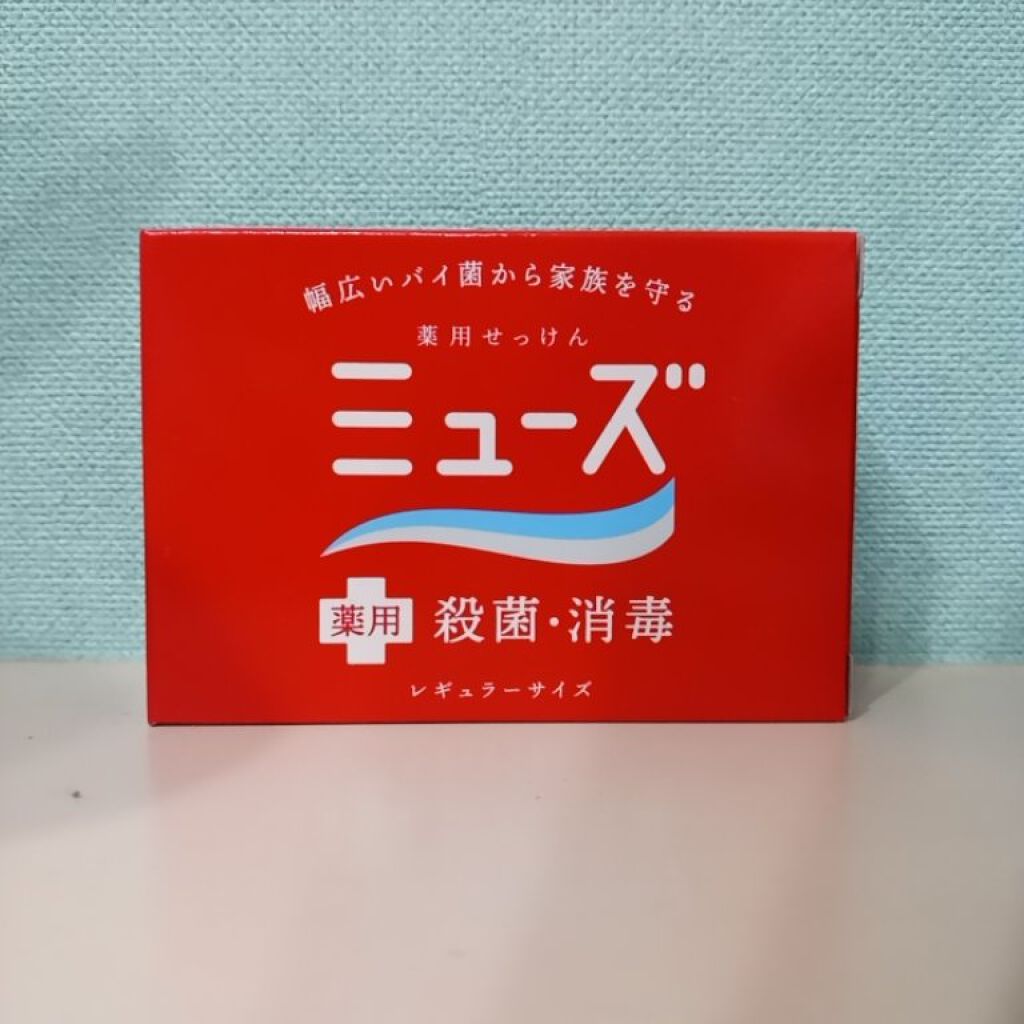 幅広いバイ菌から家族を守る
薬用せっけん
ミューズ
薬用 殺菌・消毒
レギュラーサイズ